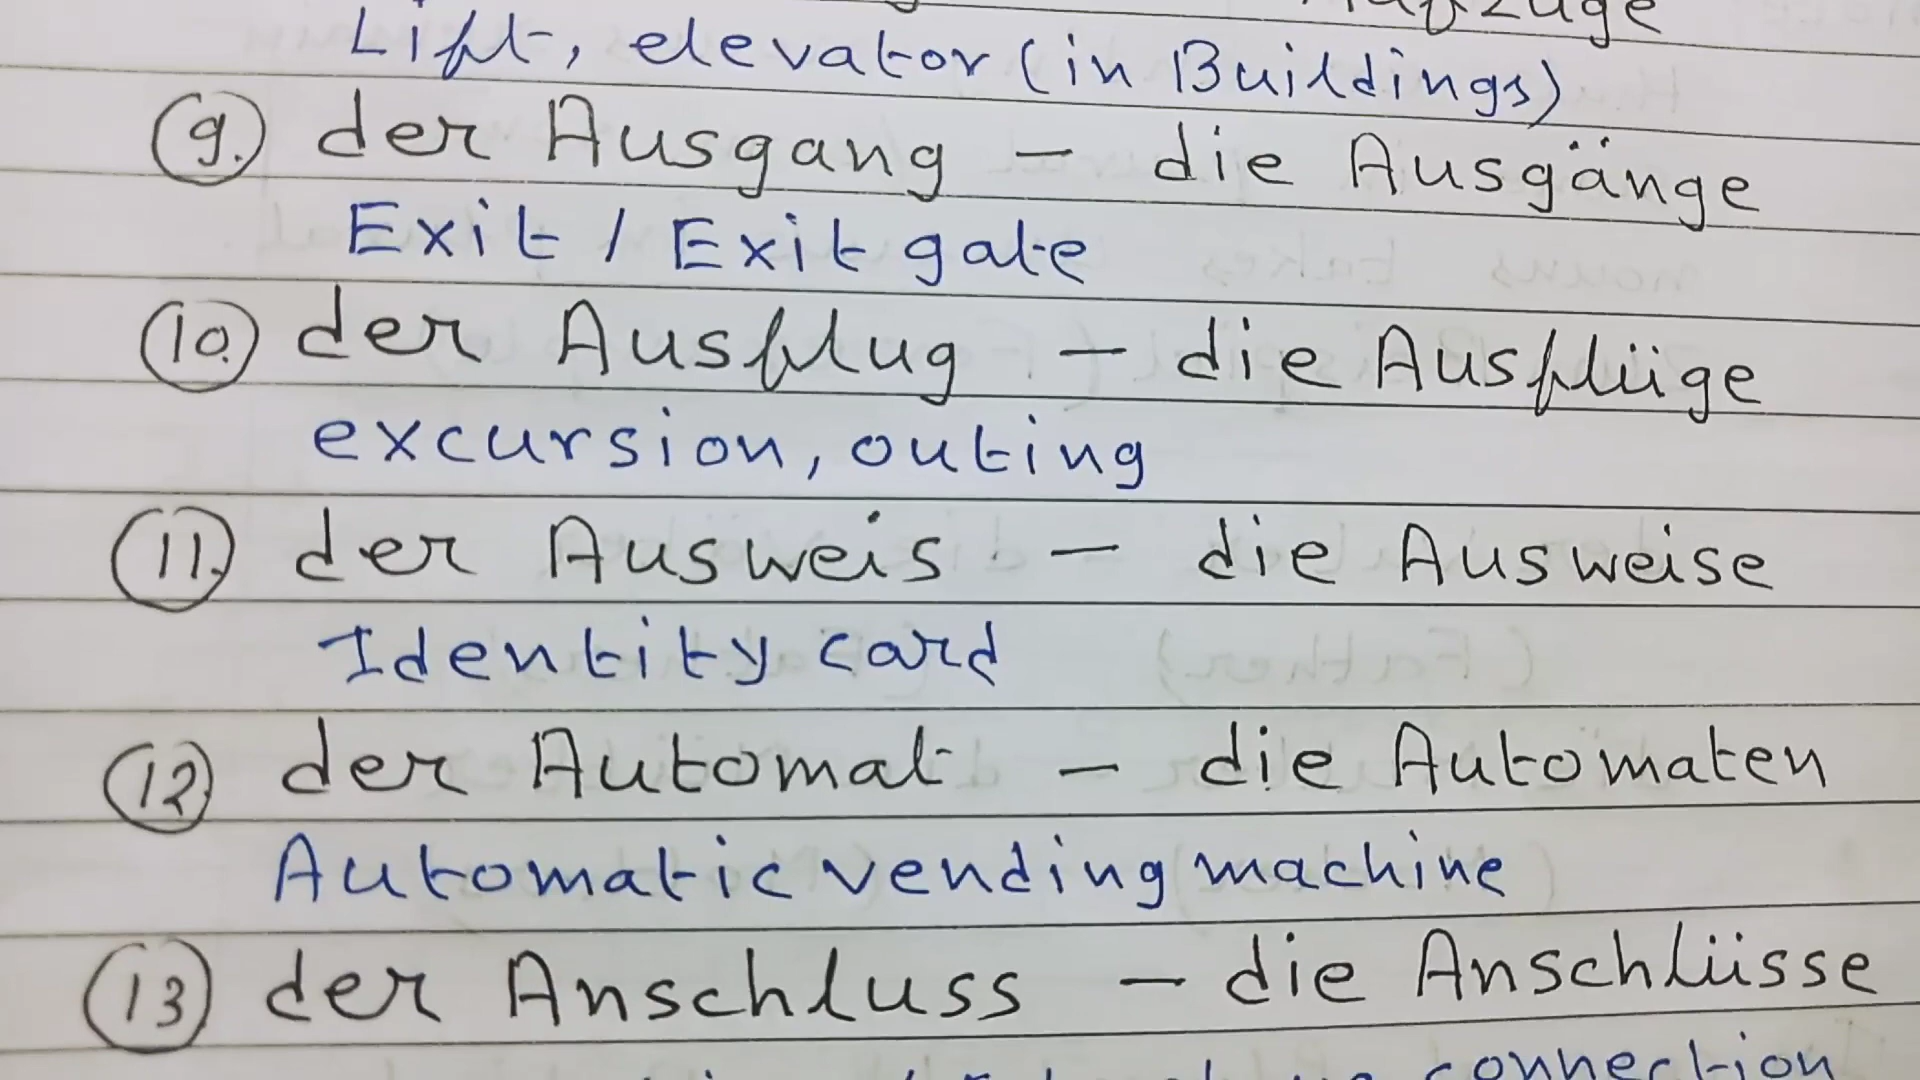 Aufzüge
Lift, elevator (in Buildings)
9. der Ausgang – die Ausgänge
Exit / Exit gate
10. der Ausflug – die Ausflüge
excursion, outing
11. der Ausweis – die Ausweise
Identity card
12. der Automat – die Automaten
Automatic vending machine
13. der Anschluss – die Anschlüsse
connection